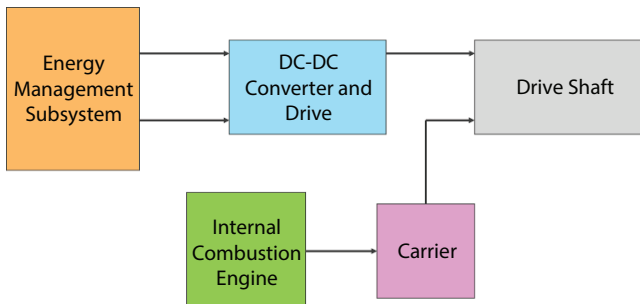 Energy
Management
Subsystem
DC-DC
Converter and
Drive
Drive Shaft
Internal
Combustion
Engine
Carrier